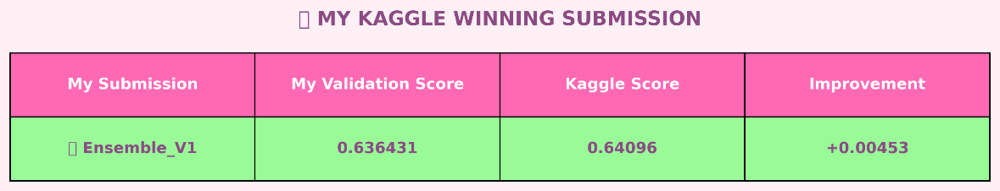 MY KAGGLE WINNING SUBMISSION
My Submission My Validation Score Kaggle Score Improvement
Ensemble_V1 0.636431 0.64096 +0.00453